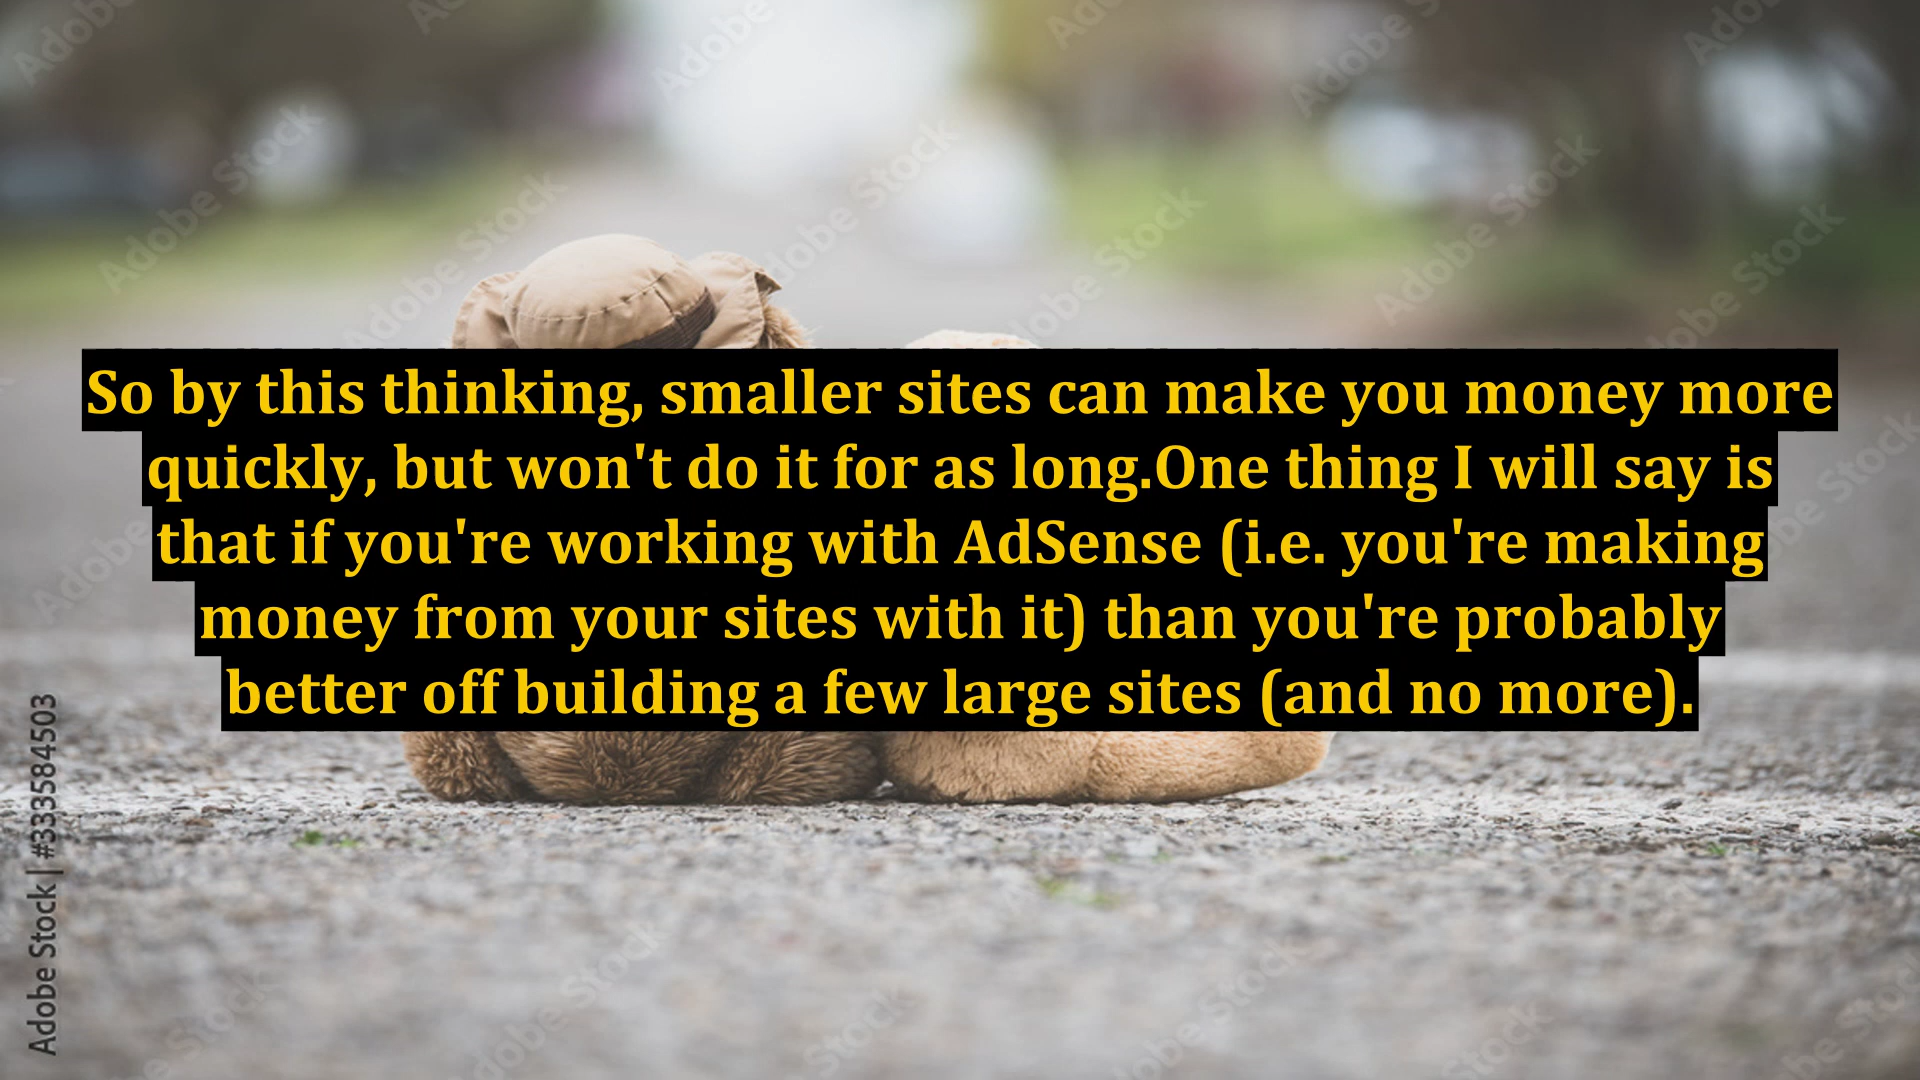 So by this thinking, smaller sites can make you money more
quickly, but won't do it for as long.One thing I will say is
that if you're working with AdSense (i.e. you're making
money from your sites with it) than you're probably
better off building a few large sites (and no more).
Adobe Stock | #333584503